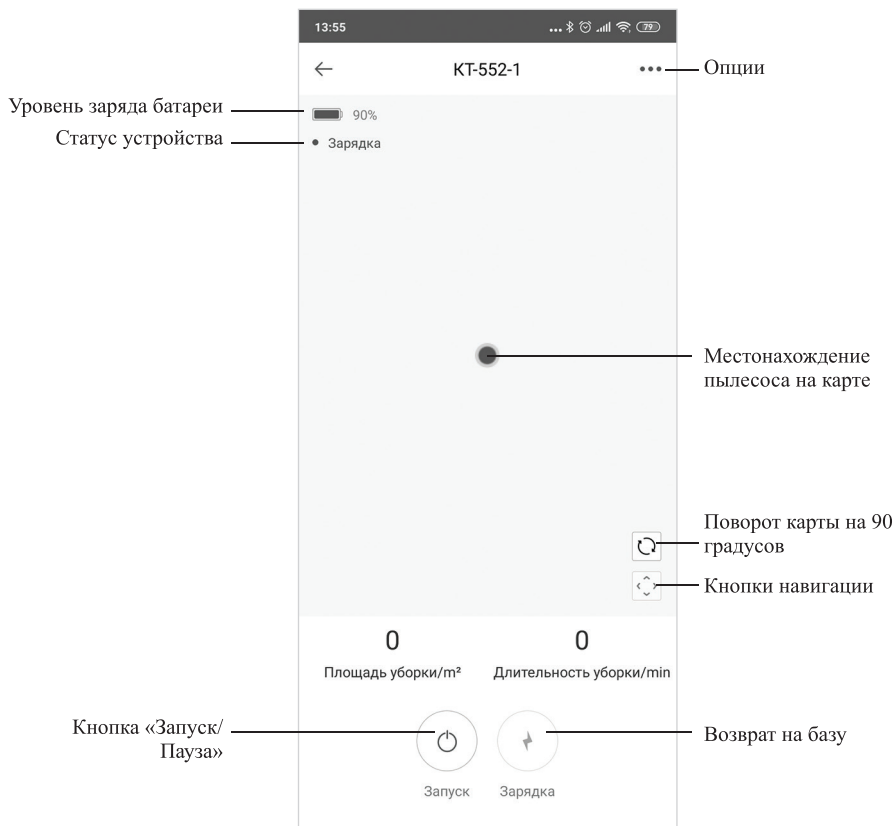 13:55
79
КТ-552-1
Опции
Уровень заряда батареи
90%
Статус устройства
Зарядка
Местонахождение
пылесоса на карте
Поворот карты на 90
градусов
Кнопки навигации
0
0
Площадь уборки/m²
Длительность уборки/min
Кнопка «Запуск/
Пауза»
Возврат на базу
Запуск
Зарядка